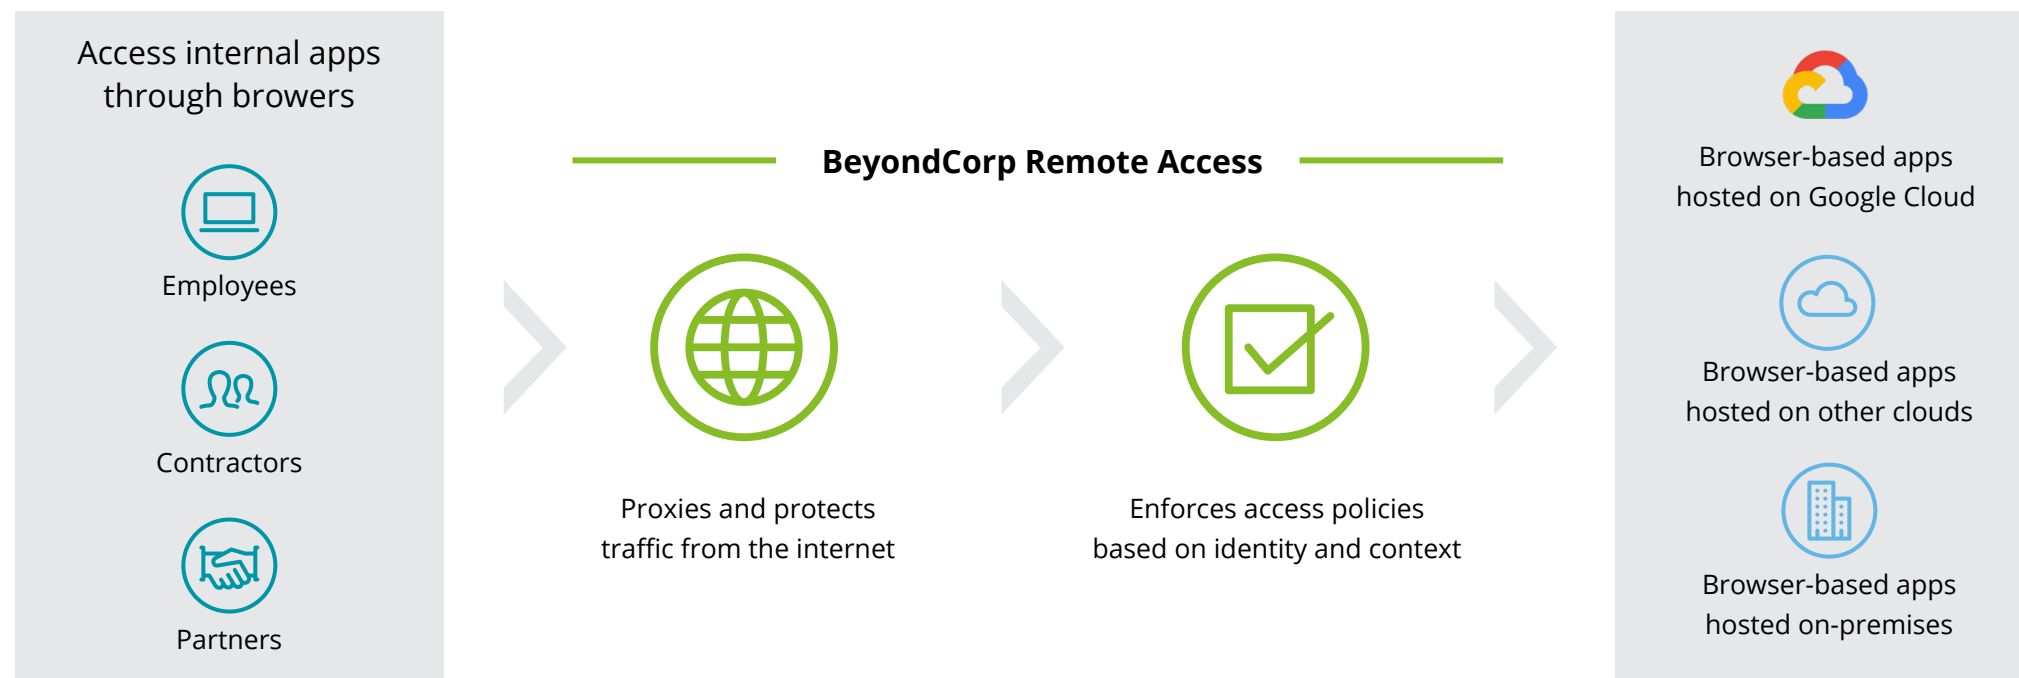 Access internal apps
through browers
Employees
Contractors
Partners
BeyondCorp Remote Access
Proxies and protects
traffic from the internet
Enforces access policies
based on identity and context
Browser-based apps
hosted on Google Cloud
Browser-based apps
hosted on other clouds
Browser-based apps
hosted on-premises